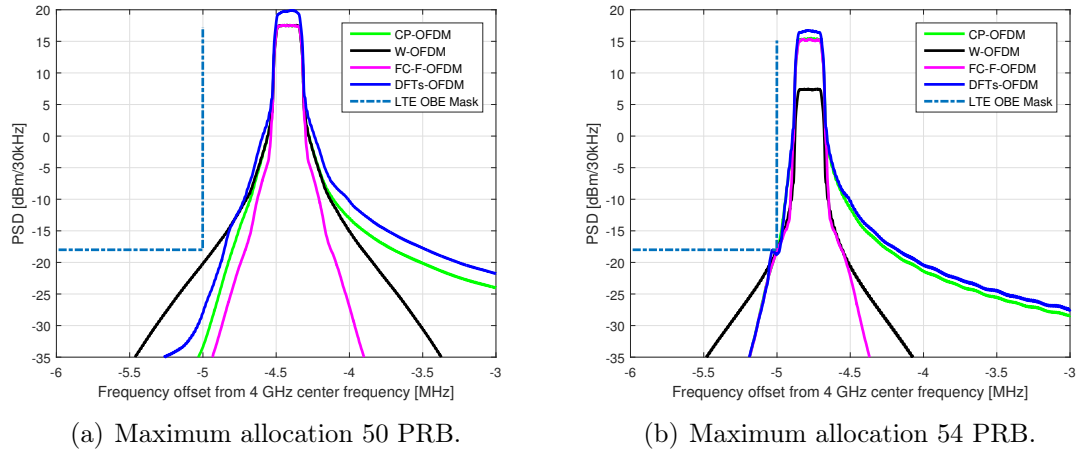 20
15
10
5
0
-5
-10
-15
-20
-25
-30
-35
PSD [dBm/30kHz]
CP-OFDM
W-OFDM
FC-F-OFDM
DFTs-OFDM
LTE OBE Mask
-6 -5.5 -5 -4.5 -4 -3.5 -3
Frequency offset from 4 GHz center frequency [MHz]
(a) Maximum allocation 50 PRB.
20
15
10
5
0
-5
-10
-15
-20
-25
-30
-35
PSD [dBm/30kHz]
CP-OFDM
W-OFDM
FC-F-OFDM
DFTs-OFDM
LTE OBE Mask
-6 -5.5 -5 -4.5 -4 -3.5 -3
Frequency offset from 4 GHz center frequency [MHz]
(b) Maximum allocation 54 PRB.